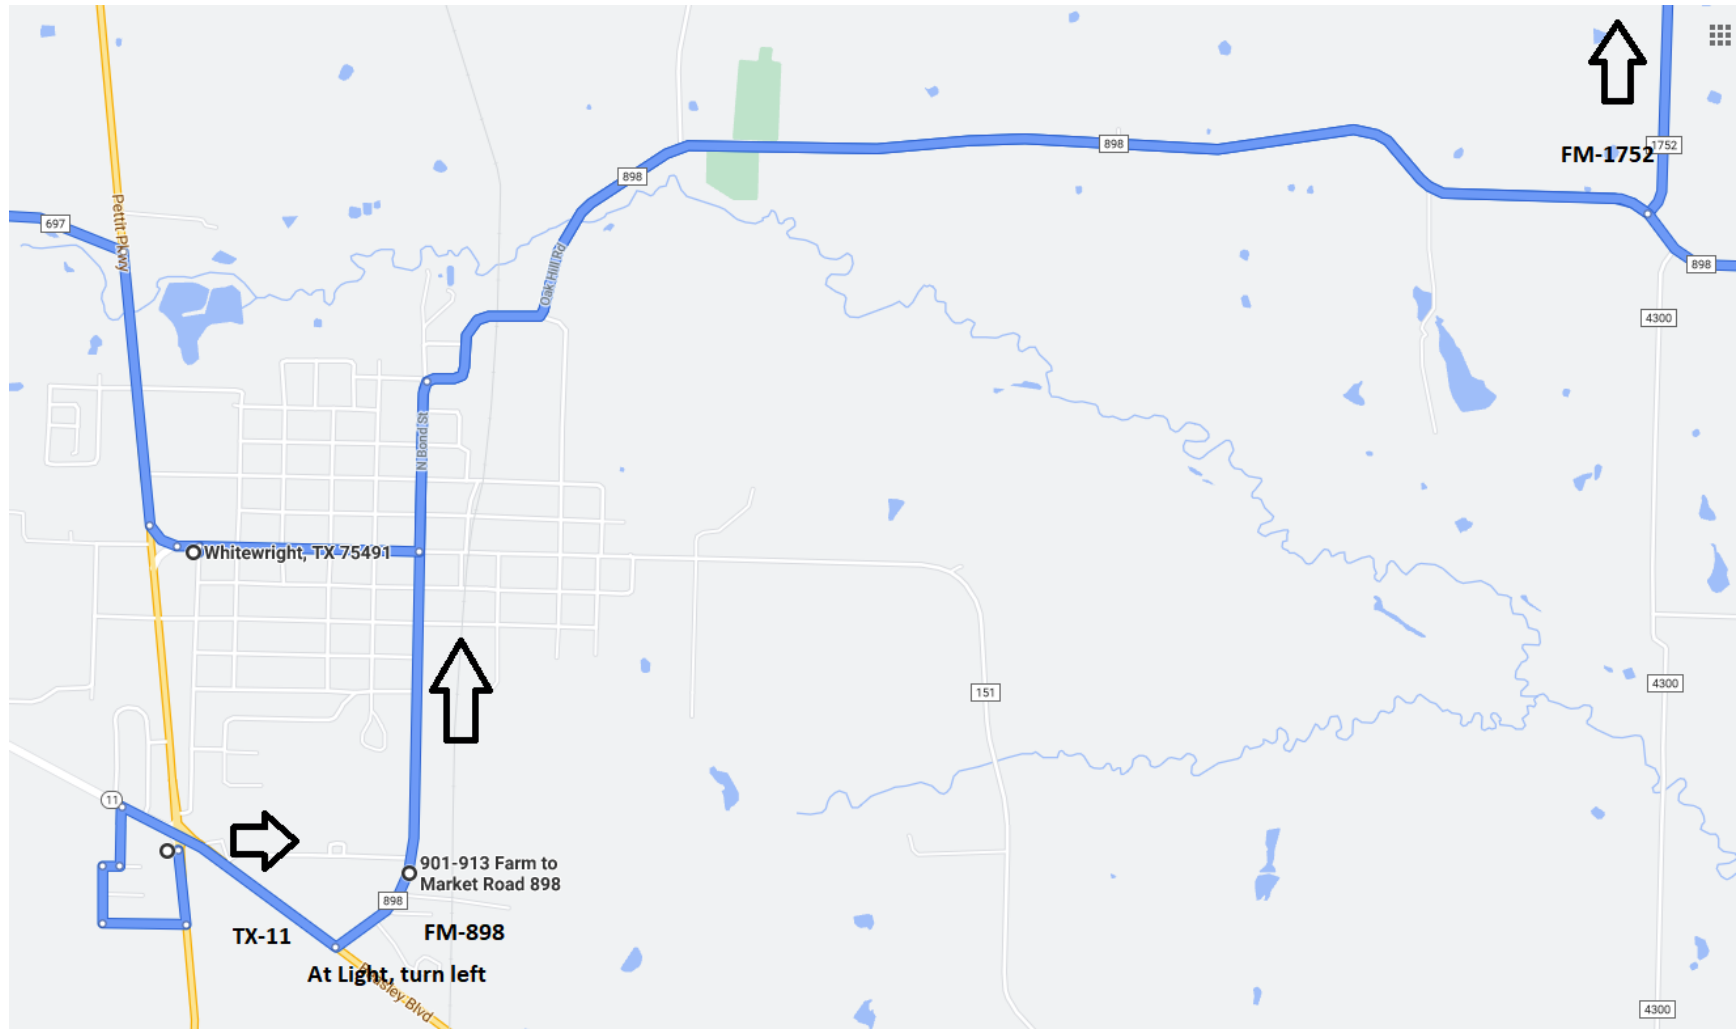 1752
FM-1752
898
898
697
Pettit Pkwy
Oak Hill Rd
898
4300
N Bond St
Whitewright, TX 75491
4300
151
11
901-913 Farm to
Market Road 898
898
TX-11
FM-898
At Light, turn left
Beasley Blvd
4300